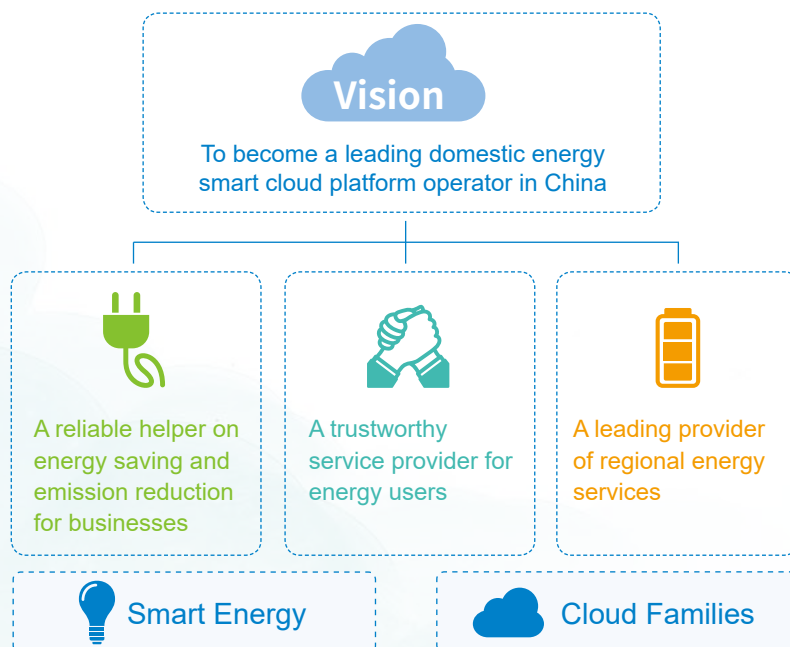 Vision
To become a leading domestic energy
smart cloud platform operator in China
A reliable helper on
energy saving and
emission reduction
for businesses
A trustworthy
service provider for
energy users
A leading provider
of regional energy
services
Smart Energy
Cloud Families